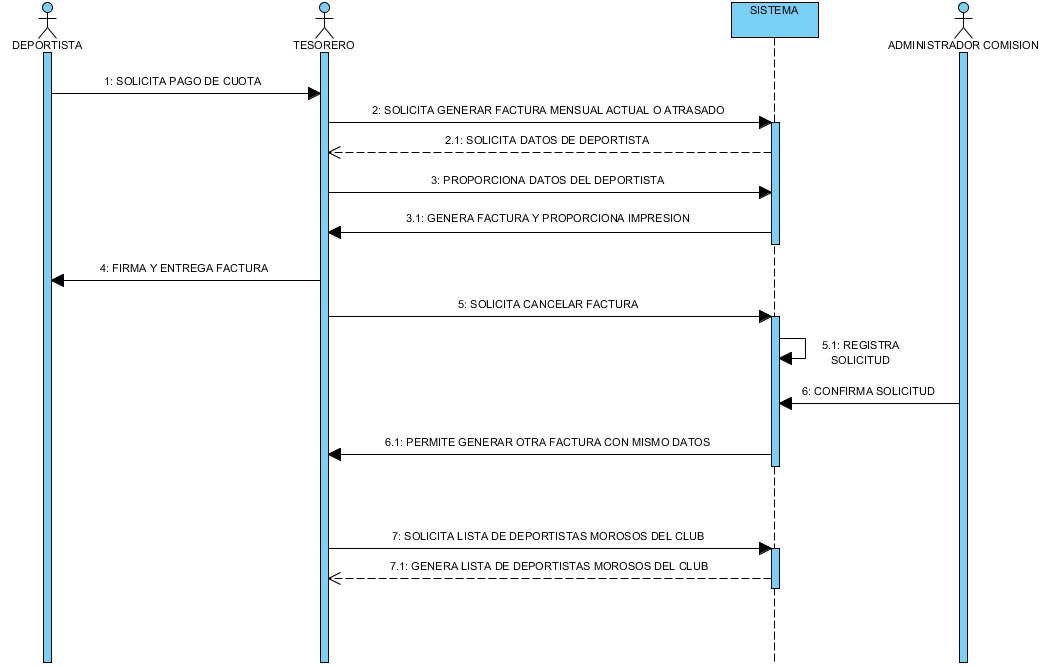 SISTEMA
DEPORTISTA
TESORERO
ADMINISTRADOR COMISION
1: SOLICITA PAGO DE CUOTA
2: SOLICITA GENERAR FACTURA MENSUAL ACTUAL O ATRASADO
2.1: SOLICITA DATOS DE DEPORTISTA
3: PROPORCIONA DATOS DEL DEPORTISTA
3.1: GENERA FACTURA Y PROPORCIONA IMPRESION
4: FIRMA Y ENTREGA FACTURA
5: SOLICITA CANCELAR FACTURA
5.1: REGISTRA
SOLICITUD
6: CONFIRMA SOLICITUD
6.1: PERMITE GENERAR OTRA FACTURA CON MISMO DATOS
7: SOLICITA LISTA DE DEPORTISTAS MOROSOS DEL CLUB
7.1: GENERA LISTA DE DEPORTISTAS MOROSOS DEL CLUB